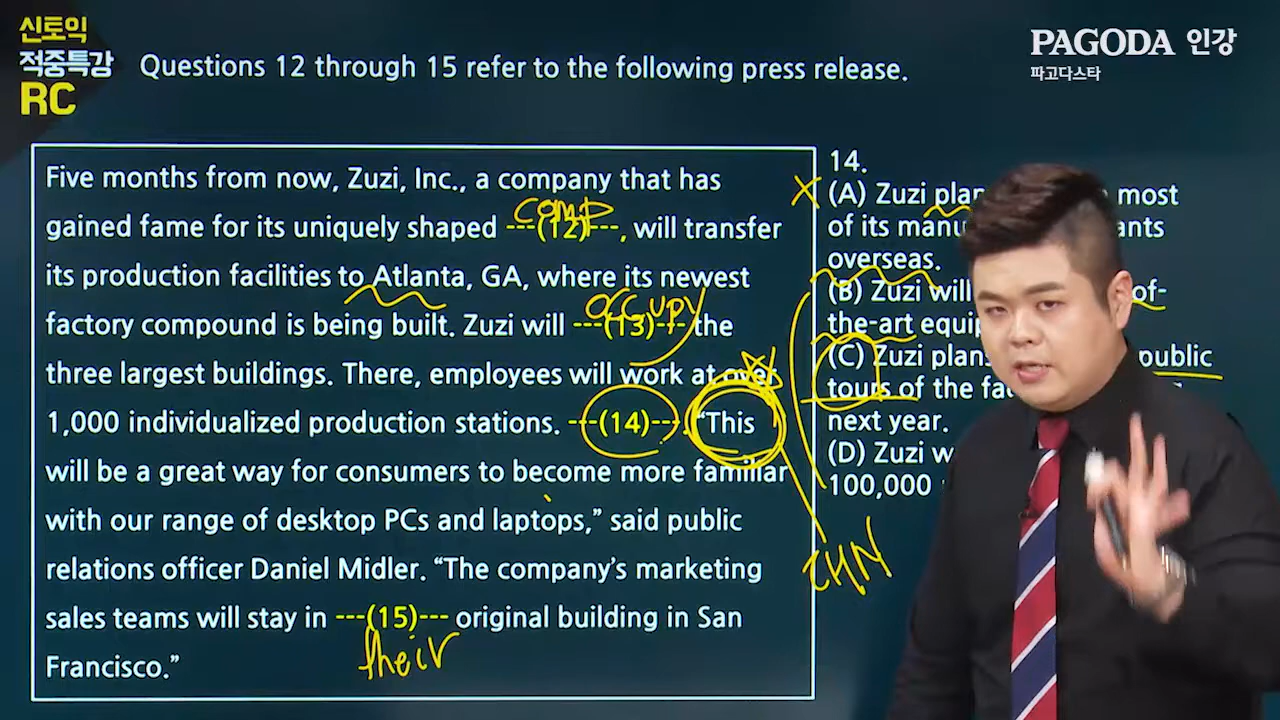 신토익
적중특강
RC
Questions 12 through 15 refer to the following press release.
PAGODA 인강
파고다스타
Five months from now, Zuzi, Inc., a company that has
comp
gained fame for its uniquely shaped ---(12)---, will transfer
its production facilities to Atlanta, GA, where its newest
occupy
factory compound is being built. Zuzi will ---(13)--- the
three largest buildings. There, employees will work at over
1,000 individualized production stations. ---(14)---. “This
will be a great way for consumers to become more familiar
with our range of desktop PCs and laptops,” said public
relations officer Daniel Midler. “The company’s marketing
sales teams will stay in ---(15)--- original building in San
their
Francisco.”
14.
X (A) Zuzi most
of its
overseas.
(B) Zuzi will of-
the-art
(C) Zuzi plans public
tours of the
next year.
(D) Zuzi
100,000